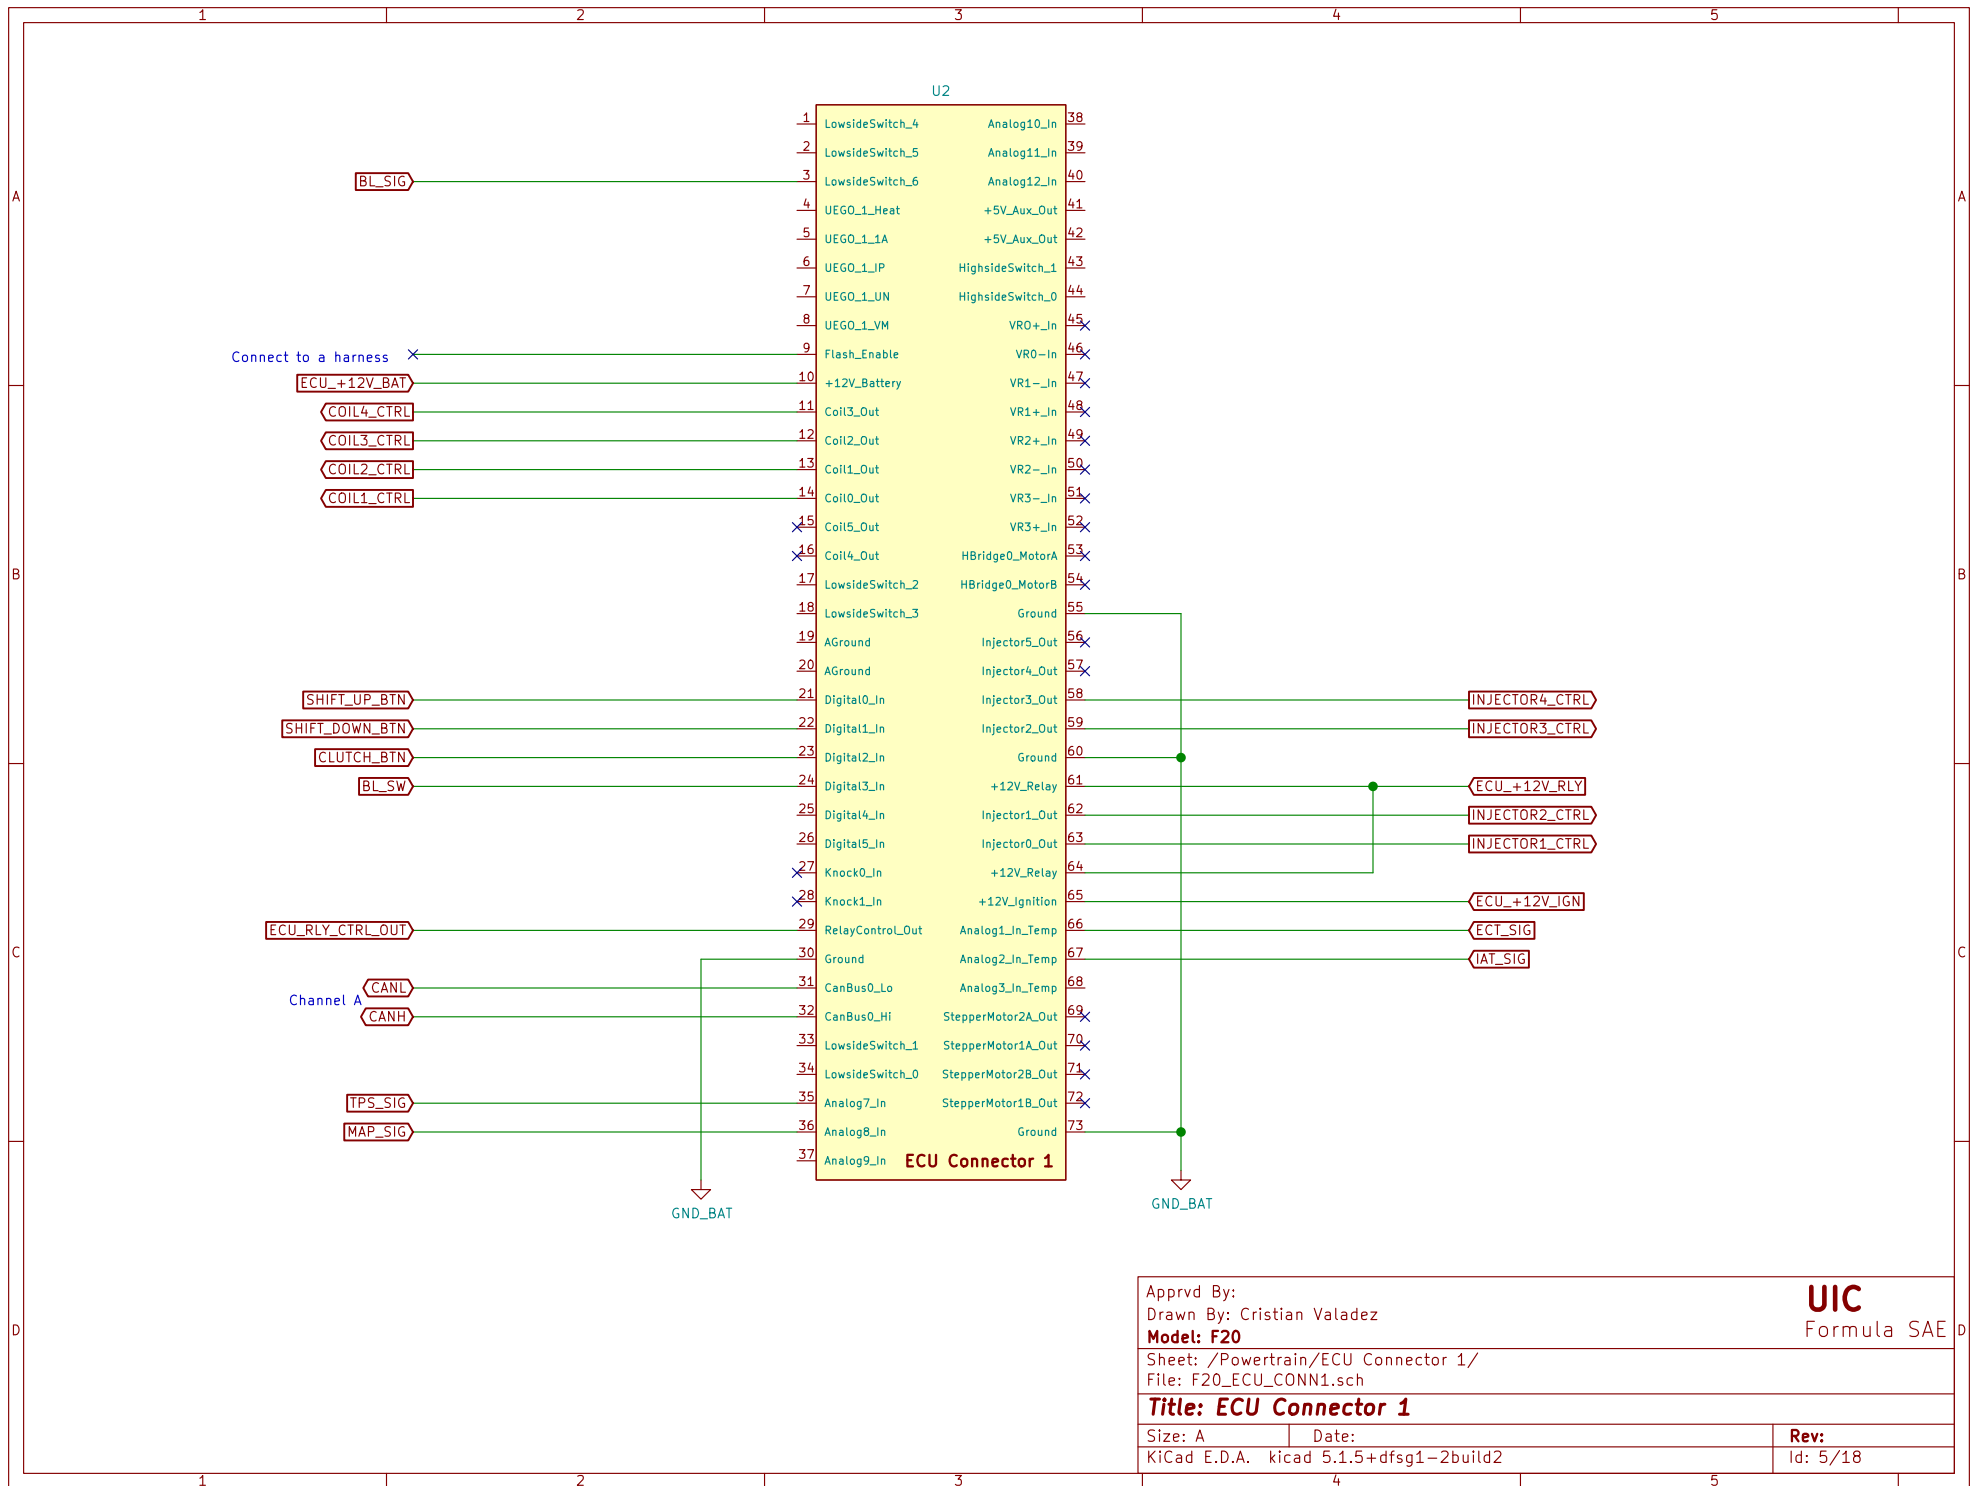 1 2 3 4 5
U2
1 LowsideSwitch_4 Analog10_In 38
2 LowsideSwitch_5 Analog11_In 39
BL_SIG 3 LowsideSwitch_6 Analog12_In 40
A A
4 UEGO_1_Heat +5V_Aux_Out 41
5 UEGO_1_1A +5V_Aux_Out 42
6 UEGO_1_IP HighsideSwitch_1 43
7 UEGO_1_UN HighsideSwitch_0 44
8 UEGO_1_VM VR0+_In 45
Connect to a harness 9 Flash_Enable VR0-In 46
ECU_+12V_BAT 10 +12V_Battery VR1-_In 47
COIL4_CTRL 11 Coil3_Out VR1+_In 48
COIL3_CTRL 12 Coil2_Out VR2+_In 49
COIL2_CTRL 13 Coil1_Out VR2-_In 50
COIL1_CTRL 14 Coil0_Out VR3-_In 51
15 Coil5_Out VR3+_In 52
16 Coil4_Out HBridge0_MotorA 53
B B
17 LowsideSwitch_2 HBridge0_MotorB 54
18 LowsideSwitch_3 Ground 55
19 AGround Injector5_Out 56
20 AGround Injector4_Out 57
SHIFT_UP_BTN 21 Digital0_In Injector3_Out 58 INJECTOR4_CTRL
SHIFT_DOWN_BTN 22 Digital1_In Injector2_Out 59 INJECTOR3_CTRL
CLUTCH_BTN 23 Digital2_In Ground 60
BL_SW 24 Digital3_In +12V_Relay 61 ECU_+12V_RLY
25 Digital4_In Injector1_Out 62 INJECTOR2_CTRL
26 Digital5_In Injector0_Out 63 INJECTOR1_CTRL
27 Knock0_In +12V_Relay 64
28 Knock1_In +12V_Ignition 65 ECU_+12V_IGN
ECU_RLY_CTRL_OUT 29 RelayControl_Out Analog1_In_Temp 66 ECT_SIG
C C
30 Ground Analog2_In_Temp 67 IAT_SIG
CANL 31 CanBus0_Lo Analog3_In_Temp 68
Channel A
CANH 32 CanBus0_Hi StepperMotor2A_Out 69
33 LowsideSwitch_1 StepperMotor1A_Out 70
34 LowsideSwitch_0 StepperMotor2B_Out 71
TPS_SIG 35 Analog7_In StepperMotor1B_Out 72
MAP_SIG 36 Analog8_In Ground 73
37 Analog9_In ECU Connector 1
GND_BAT GND_BAT
D D
Apprvd By:
Drawn By: Cristian Valadez
Model: F20
UIC
Formula SAE
Sheet: /Powertrain/ECU Connector 1/
File: F20_ECU_CONN1.sch
Title: ECU Connector 1
Size: A Date: Rev:
KiCad E.D.A. kicad 5.1.5+dfsg1-2build2 Id: 5/18
1 2 3 4 5